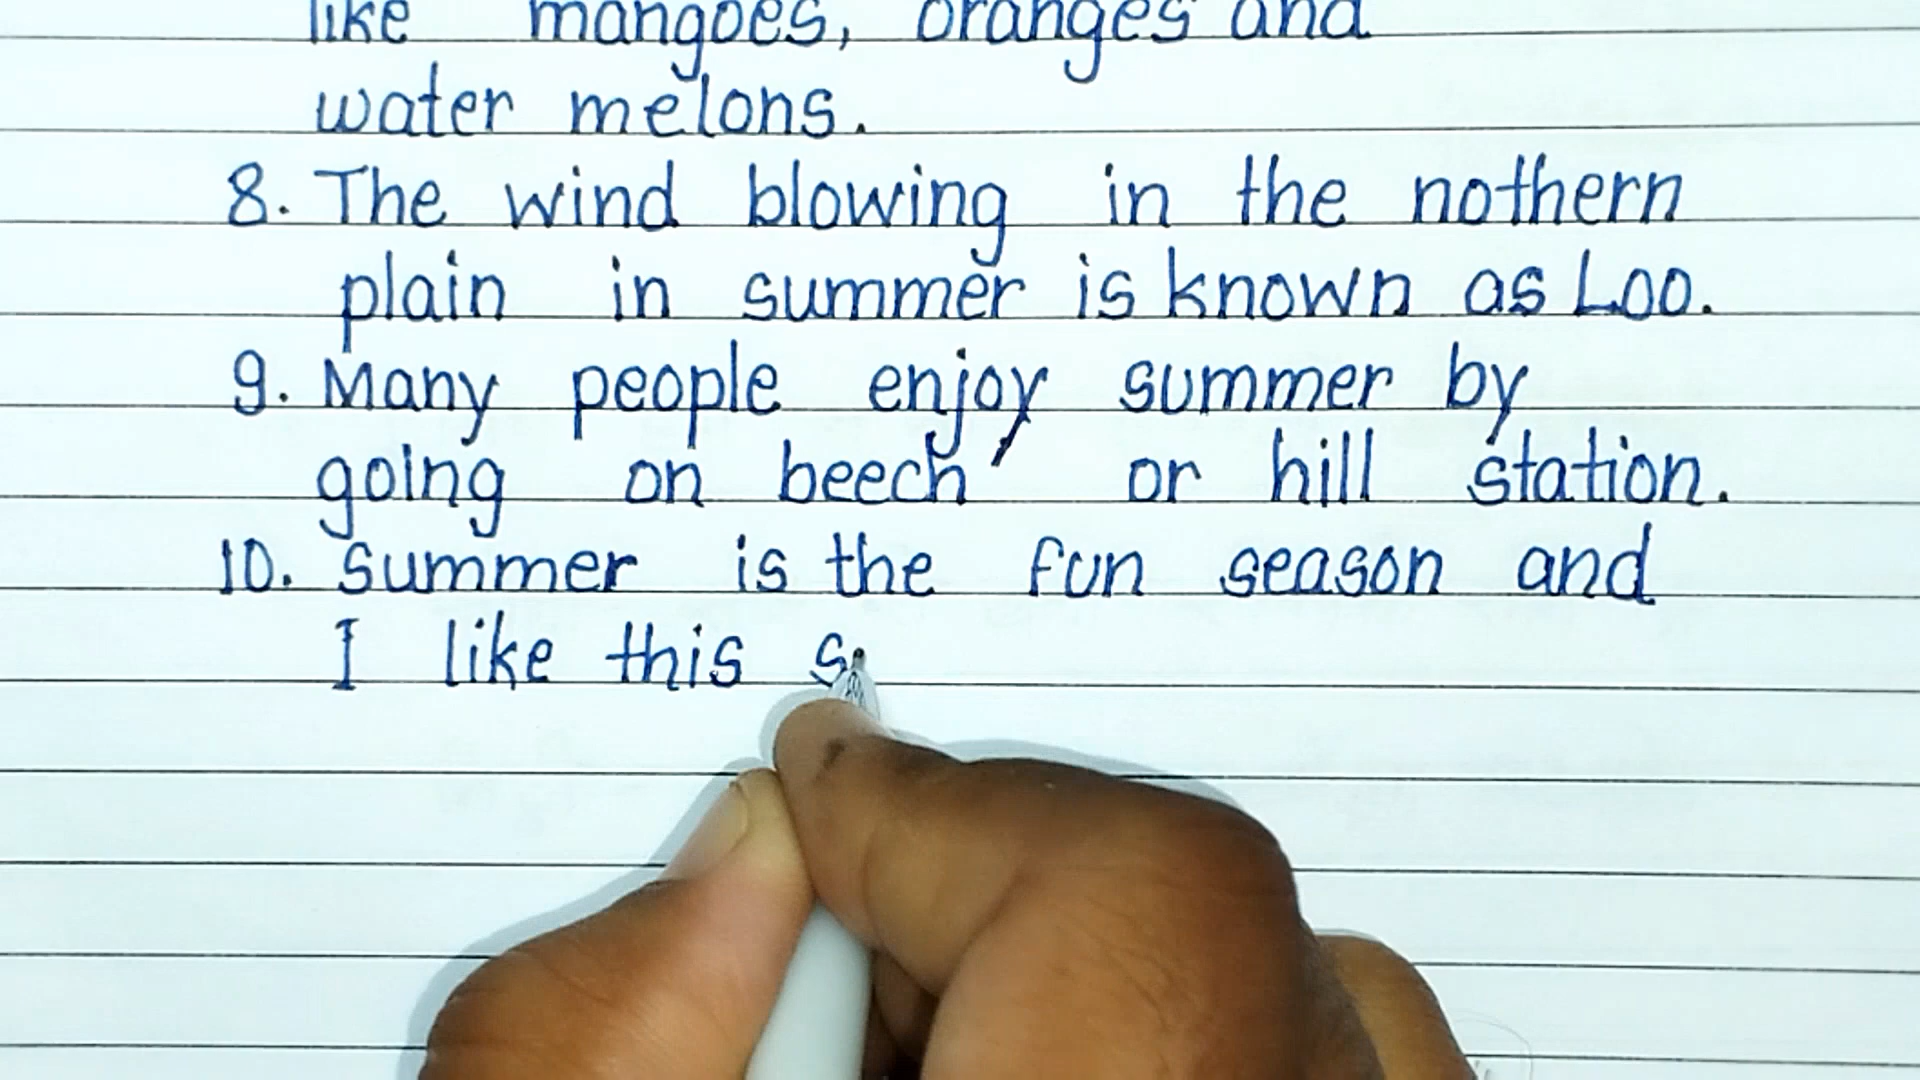 like mangoes, oranges and
water melons.
8. The wind blowing in the nothern
plain in summer is known as Loo.
9. Many people enjoy summer by
going on beech or hill station.
10. Summer is the fun season and
I like this s